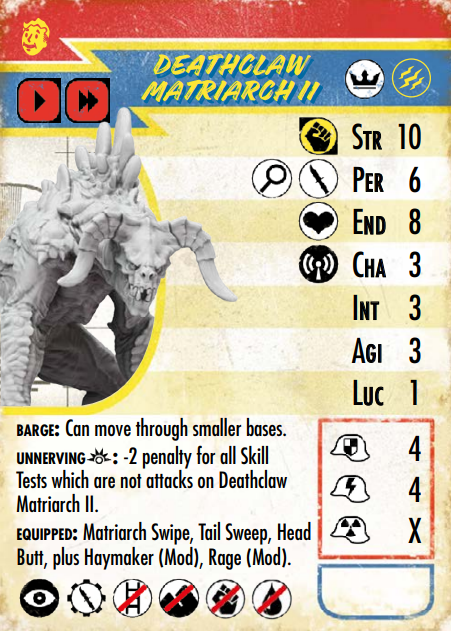 DEATHCLAW
MATRIARCH II
STR 10
PER 6
END 8
CHA 3
INT 3
AGI 3
LUC 1
BARGE: Can move through smaller bases.
UNNERVING : -2 penalty for all Skill
Tests which are not attacks on Deathclaw
Matriarch II.
EQUIPPED: Matriarch Swipe, Tail Sweep, Head
Butt, plus Haymaker (Mod), Rage (Mod).
4
4
X